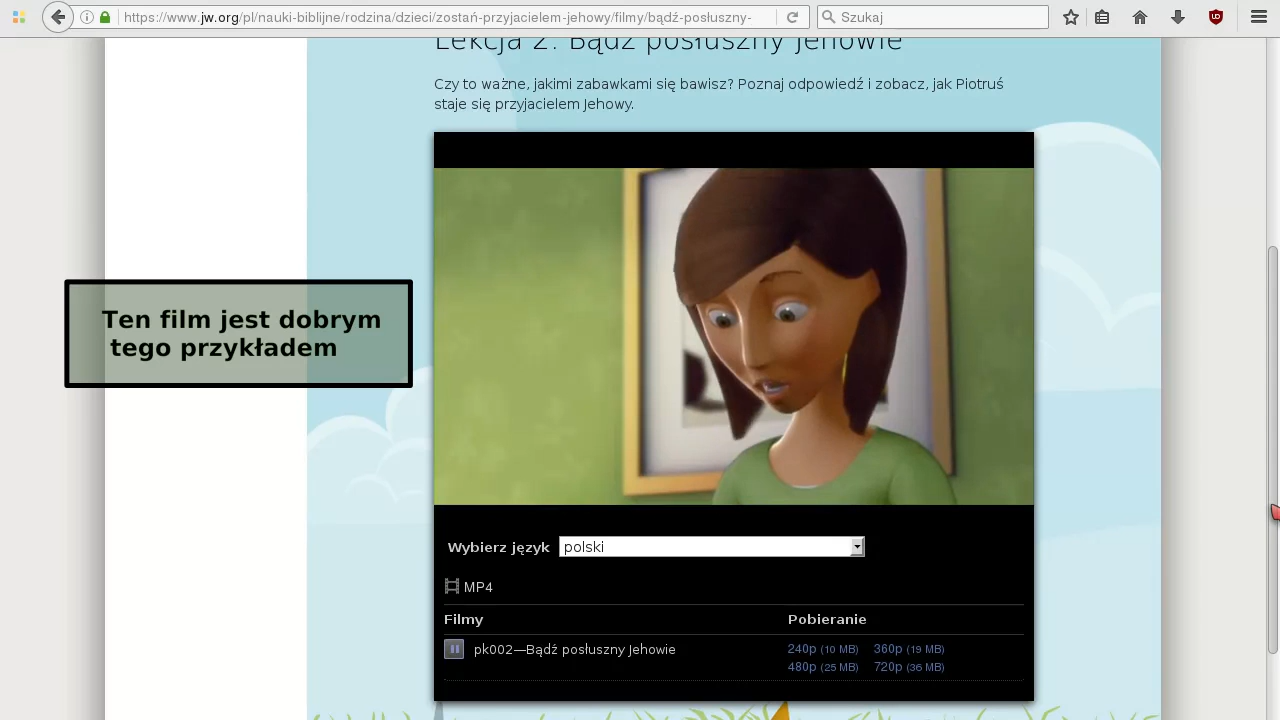 https://www.jw.org/pl/nauki-biblijne/rodzina/dzieci/zostań-przyjacielem-jehowy/filmy/bądź-posłuszny-
Szukaj
Lekcja 2: Bądź posłuszny Jehowie
Czy to ważne, jakimi zabawkami się bawisz? Poznaj odpowiedź i zobacz, jak Piotruś
staje się przyjacielem Jehowy.
Ten film jest dobrym
tego przykładem
Wybierz język polski
MP4
Filmy Pobieranie
pk002—Bądź posłuszny Jehowie 240p (10 MB) 360p (19 MB)
480p (25 MB) 720p (36 MB)